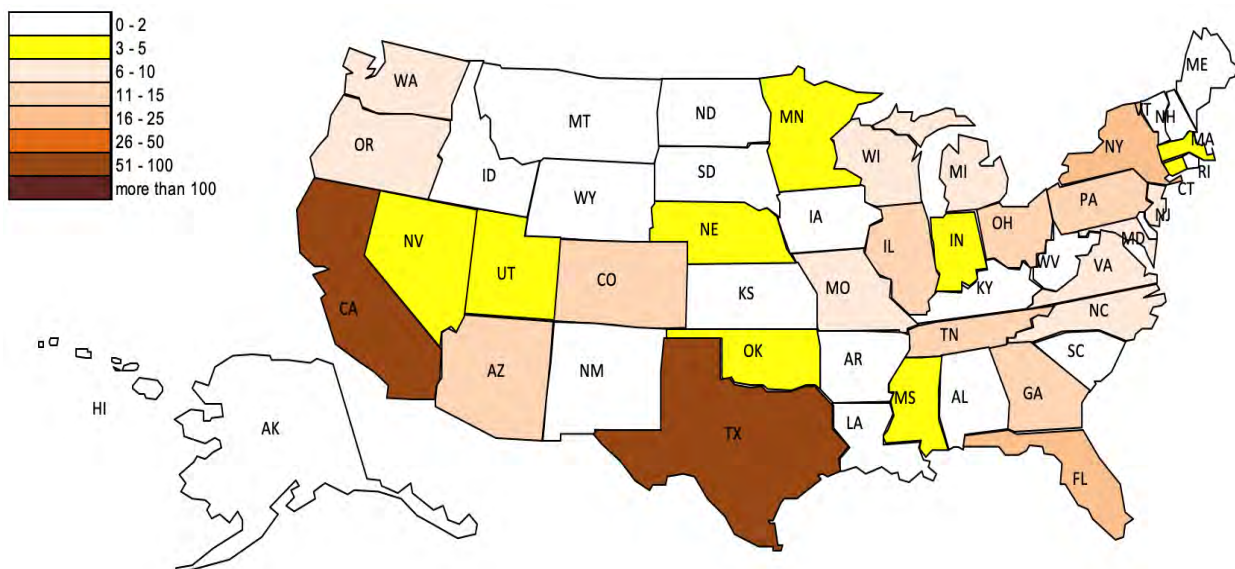 0 - 2
3 - 5
6 - 10
11 - 15
16 - 25
26 - 50
51 - 100
more than 100
ME
WA
VT
NH
MT
ND
MN
MA
OR
NY
WI
RI
MI
ID
SD
CT
WY
PA
NJ
IA
OH
NE
NV
IL
IN
MD
UT
WV
VA
CO
KY
KS
MO
CA
NC
TN
OK
SC
AR
AZ
NM
MS
AL
GA
HI
LA
AK
TX
FL